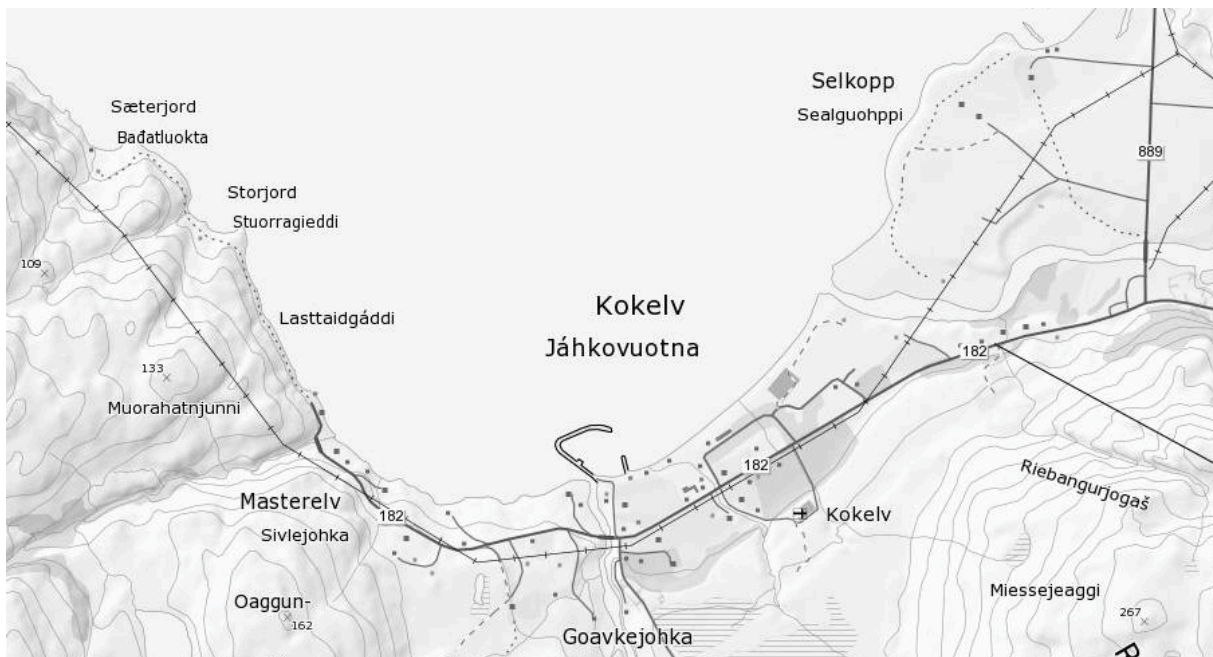 Selkopp
Sealguohppi
Sæterjord
Bađatluokta
889
Storjord
Stuorragieddi
109
Kokelv
Lasttaidgáddi
Jáhkovuotna
182
133
Muorahatnjunni
182
Riebangurjogaš
Masterelv
182
Kokelv
Sivlejohka
Miessejeaggi
Oaggun-
267
162
Goavkejohka